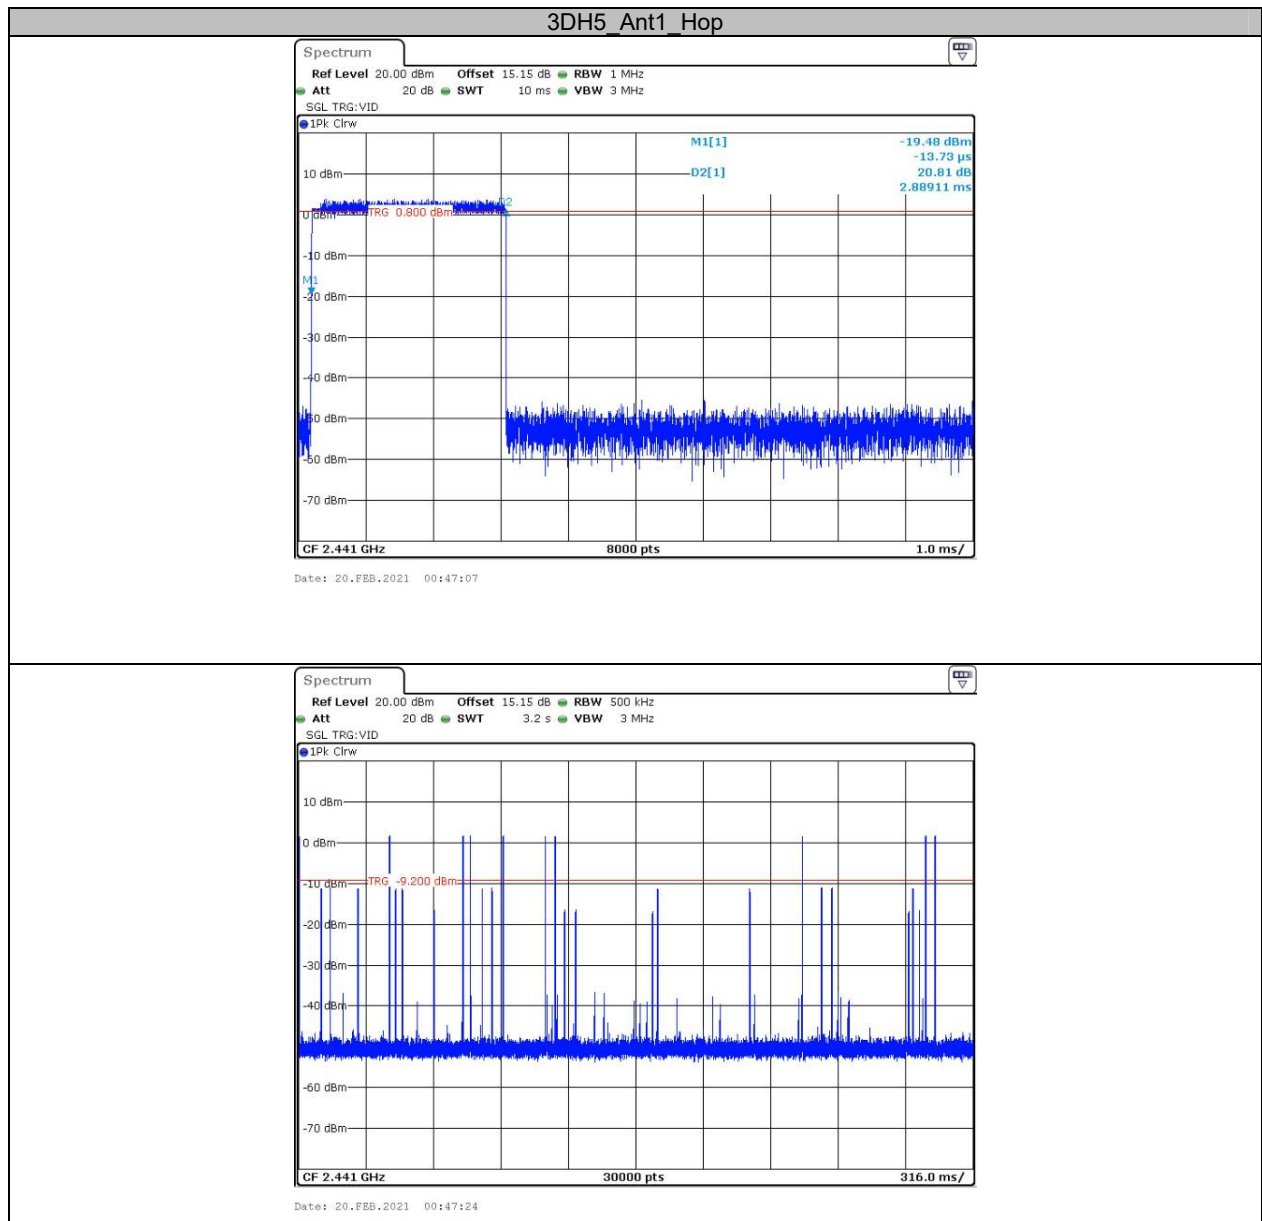 3DH5_Ant1_Hop
Spectrum
Ref Level 20.00 dBm Offset 15.15 dB RBW 1 MHz
Att 20 dB SWT 10 ms VBW 3 MHz
SGL TRG:VID
1Pk Clrw
M1[1] -19.48 dBm
-13.73 µs
10 dBm D2[1] 20.81 dB
2.88911 ms
D2
0 dBm TRG 0.800 dBm
-10 dBm
M1
-20 dBm
-30 dBm
-40 dBm
-50 dBm
-60 dBm
-70 dBm
CF 2.441 GHz 8000 pts 1.0 ms/
Date: 20.FEB.2021 00:47:07
Spectrum
Ref Level 20.00 dBm Offset 15.15 dB RBW 500 kHz
Att 20 dB SWT 3.2 s VBW 3 MHz
SGL TRG:VID
1Pk Clrw
10 dBm
0 dBm
-10 dBm TRG -9.200 dBm
-20 dBm
-30 dBm
-40 dBm
-60 dBm
-70 dBm
CF 2.441 GHz 30000 pts 316.0 ms/
Date: 20.FEB.2021 00:47:24